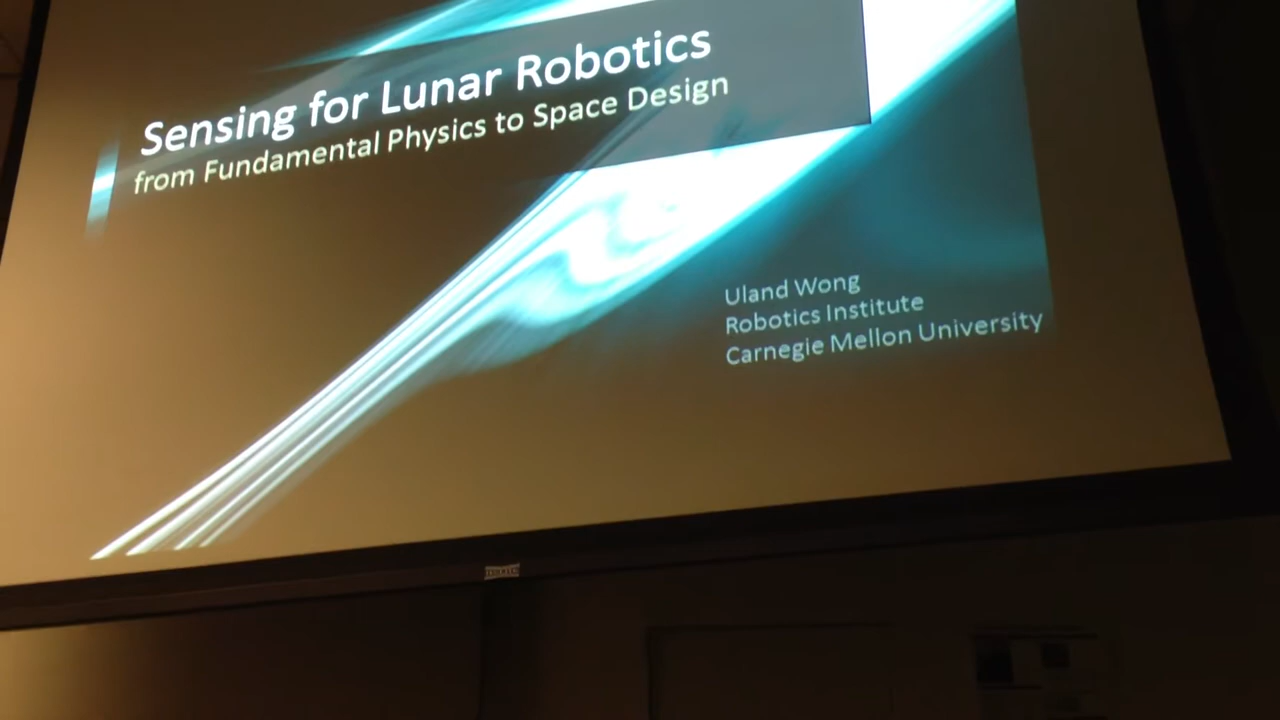 Sensing for Lunar Robotics
from Fundamental Physics to Space Design
Uland Wong
Robotics Institute
Carnegie Mellon University